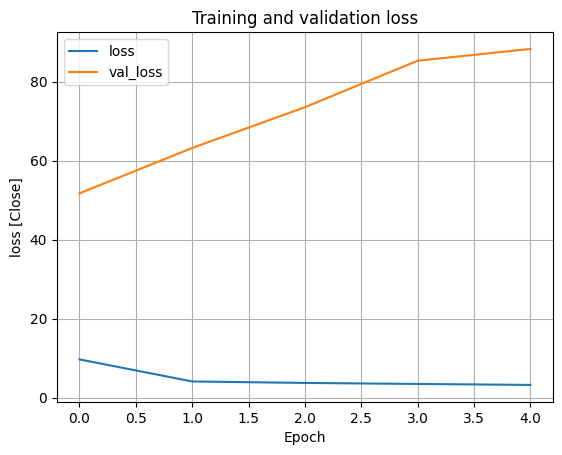 Training and validation loss
loss
val_loss
80
60
40
20
0
loss [Close]
0.0 0.5 1.0 1.5 2.0 2.5 3.0 3.5 4.0
Epoch